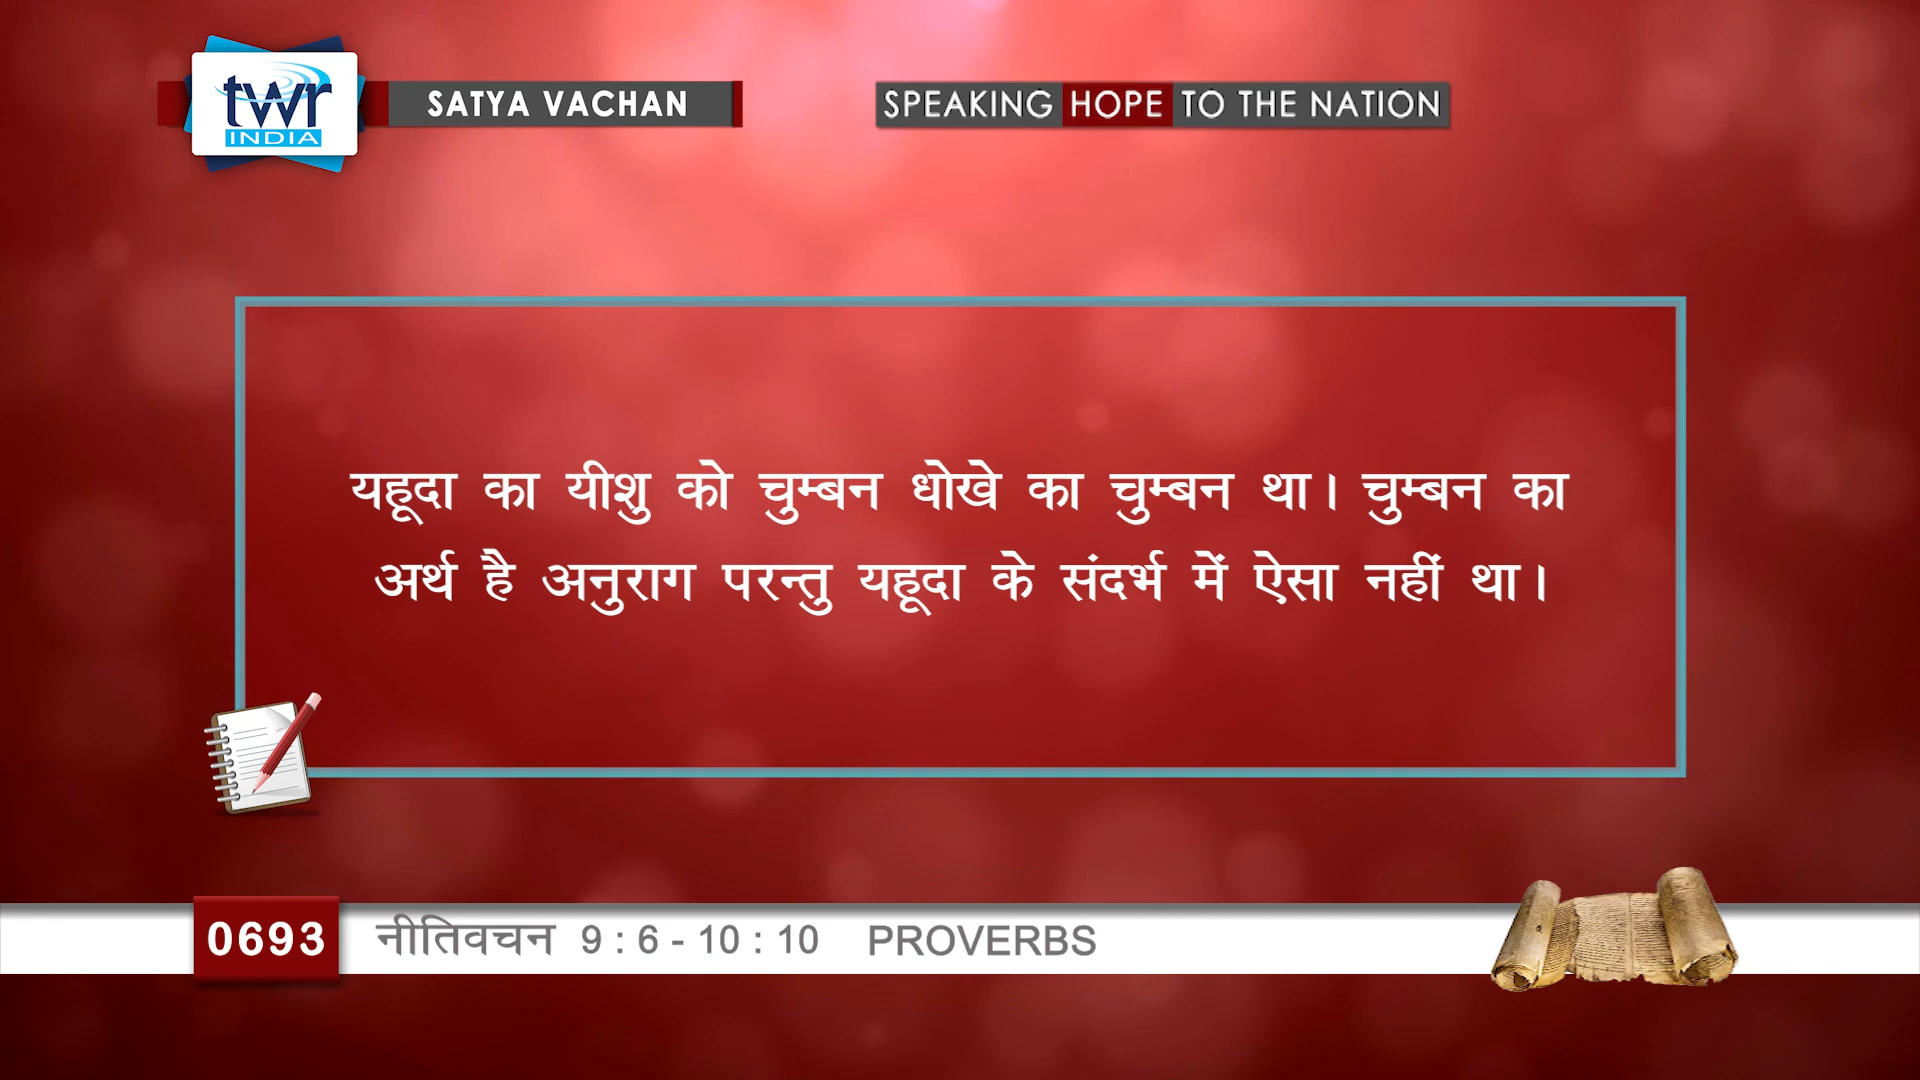 twr
INDIA
SATYA VACHAN
SPEAKING HOPE TO THE NATION
यहूदा का यीशु को चुम्बन धोखे का चुम्बन था। चुम्बन का
अर्थ है अनुराग परन्तु यहूदा के संदर्भ में ऐसा नहीं था।
0693 नीतिवचन 9 : 6 - 10 : 10 PROVERBS